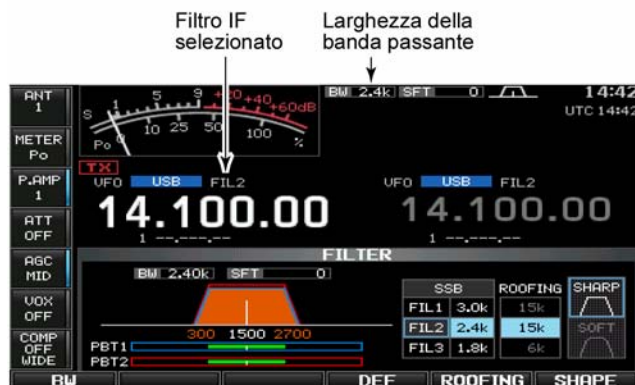 Filtro IF
selezionato
Larghezza della
banda passante
ANT
1
METER
Po
P.AMP
1
ATT
OFF
AGC
MID
VOX
OFF
COMP
OFF
WIDE
S 1 5 9 +20 +40 +60dB
Po 0 10 25 50 100 %
BW 2.4k SFT 0
14:42
UTC 14:42
TX
VFO USB FIL2
14.100.00
1 --.---.--
VFO USB FIL2
14.100.00
1 --.---.--
FILTER
BW 2.40k SFT 0
300 1500 2700
PBT1
PBT2
SSB ROOFING
FIL1 3.0k 15k
FIL2 2.4k 15k
FIL3 1.8k 6k
SHARP
SOFT
BW DEF ROOFING SHAPE